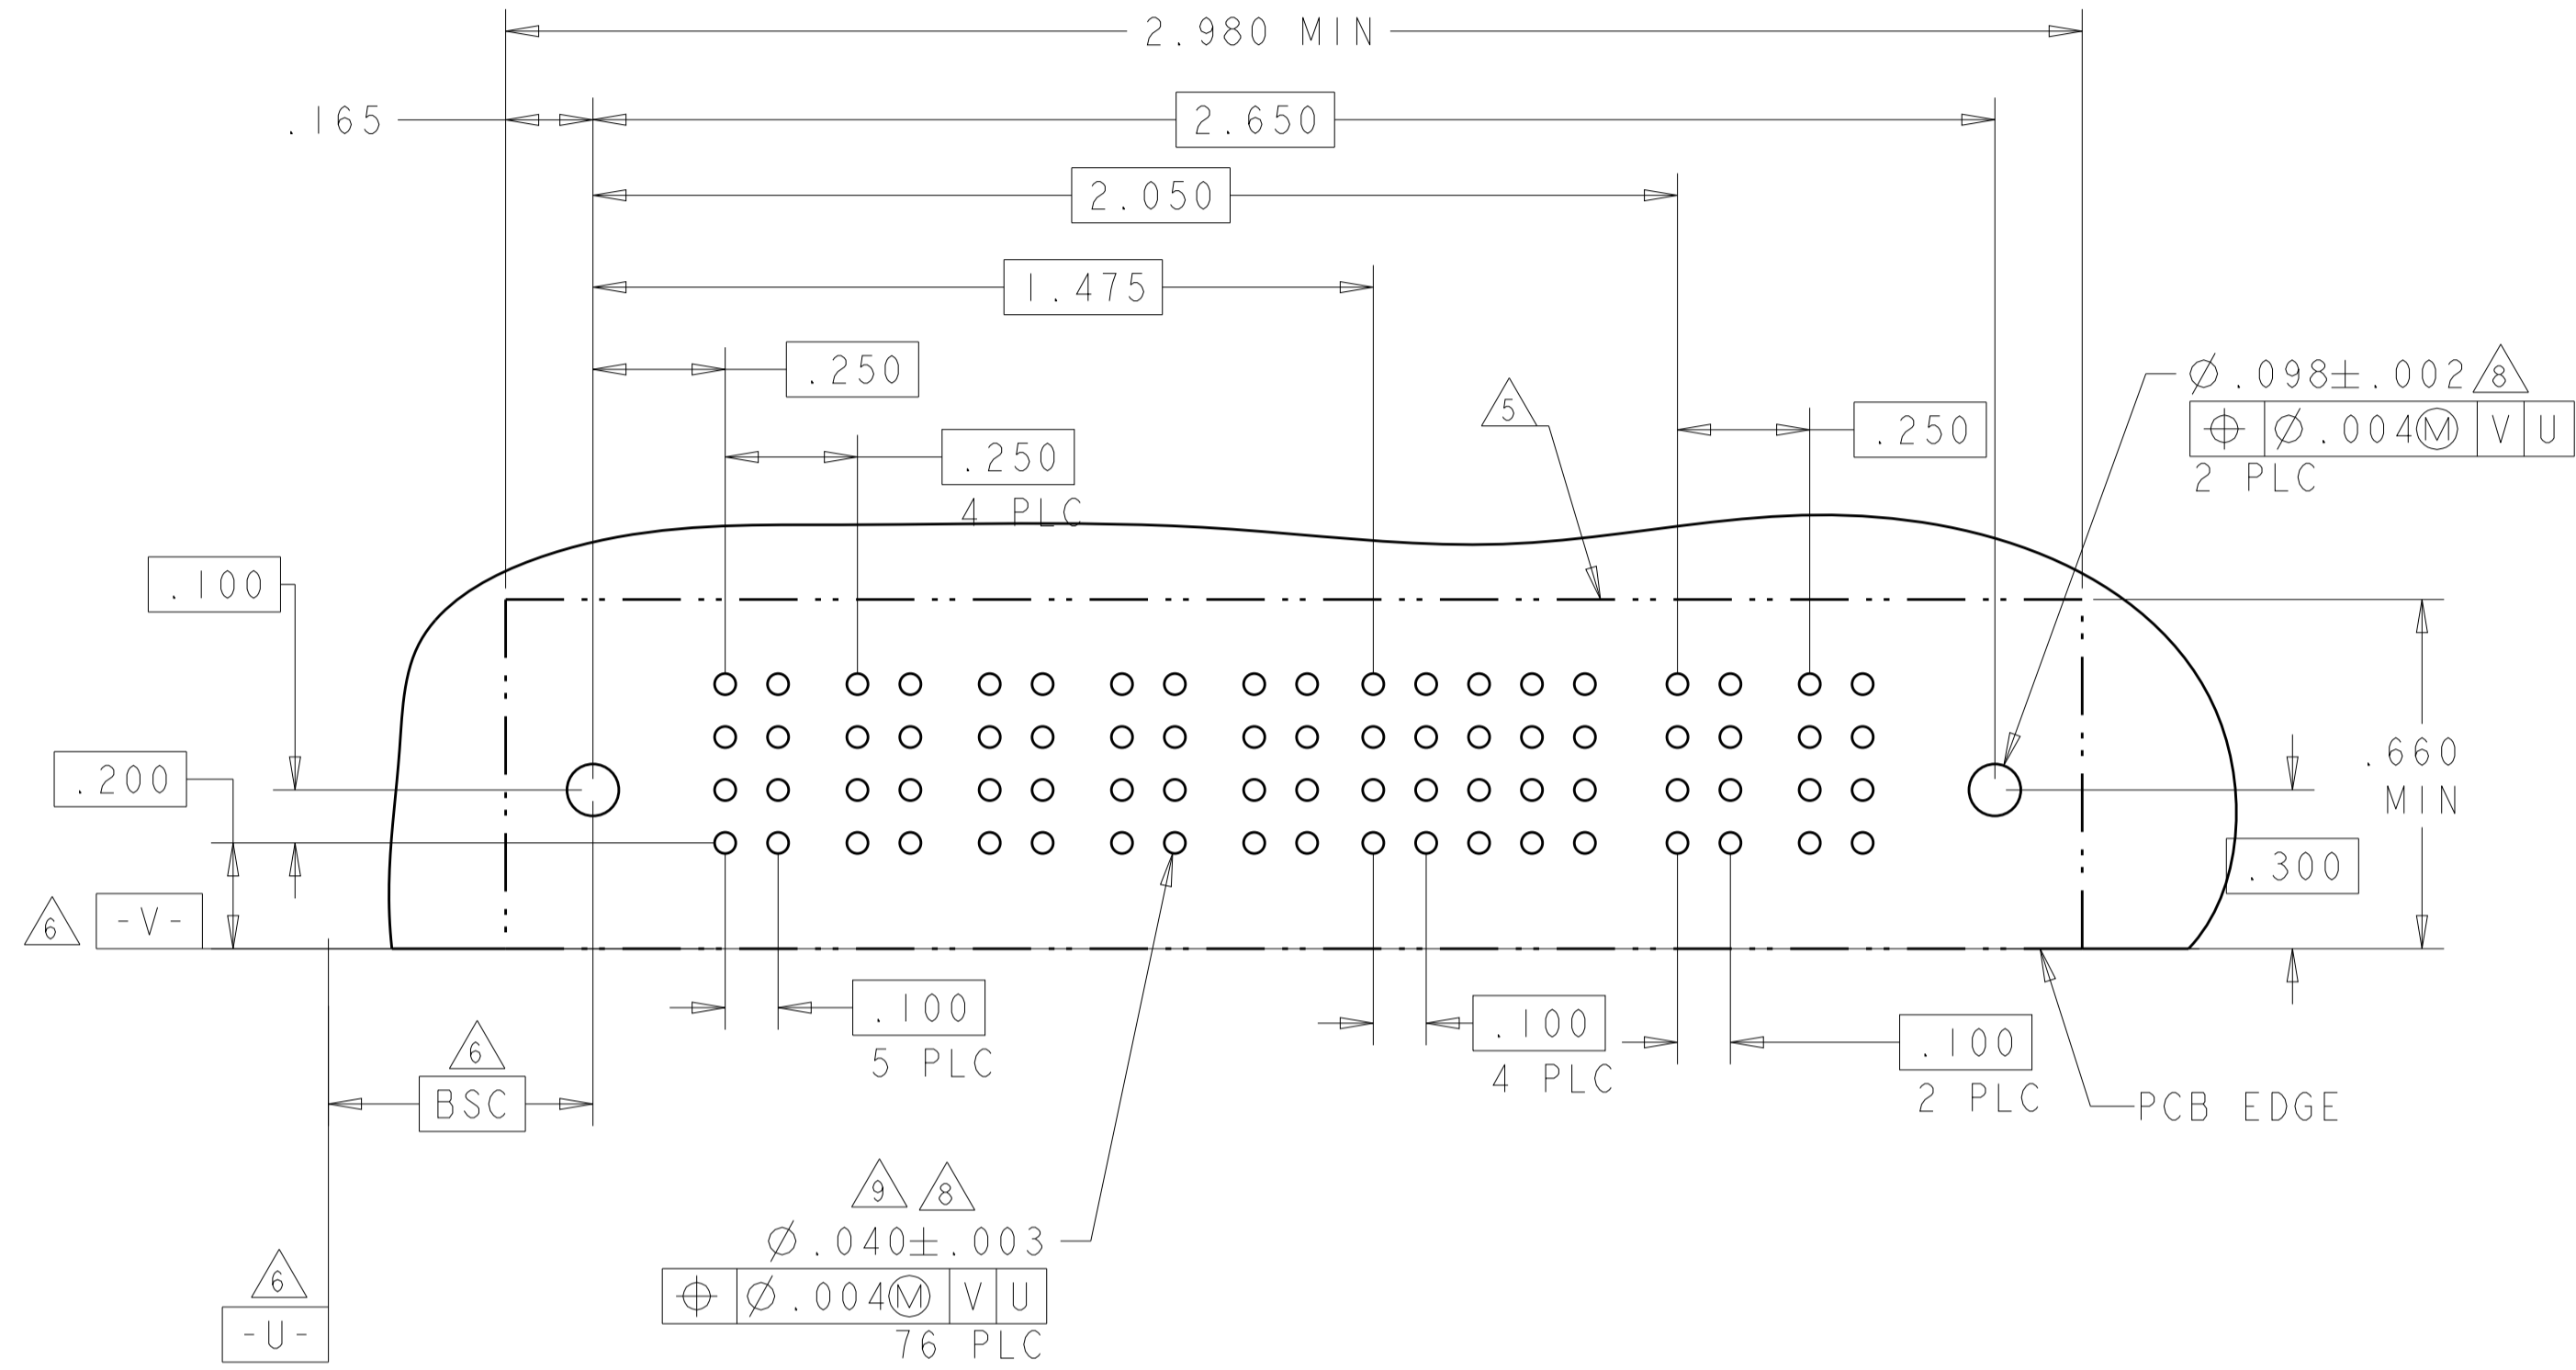 2.980 MIN
.165
2.650
2.050
1.475
.250
Ø.098±.002 8
5
.250
⌖ Ø.004Ⓜ V U
.250
2 PLC
4 PLC
.100
.200
.660
MIN
.300
6 -V-
.100
5 PLC
.100
4 PLC
.100
2 PLC
6
BSC
PCB EDGE
9 8
Ø.040±.003
⌖ Ø.004Ⓜ V U
76 PLC
6
-U-